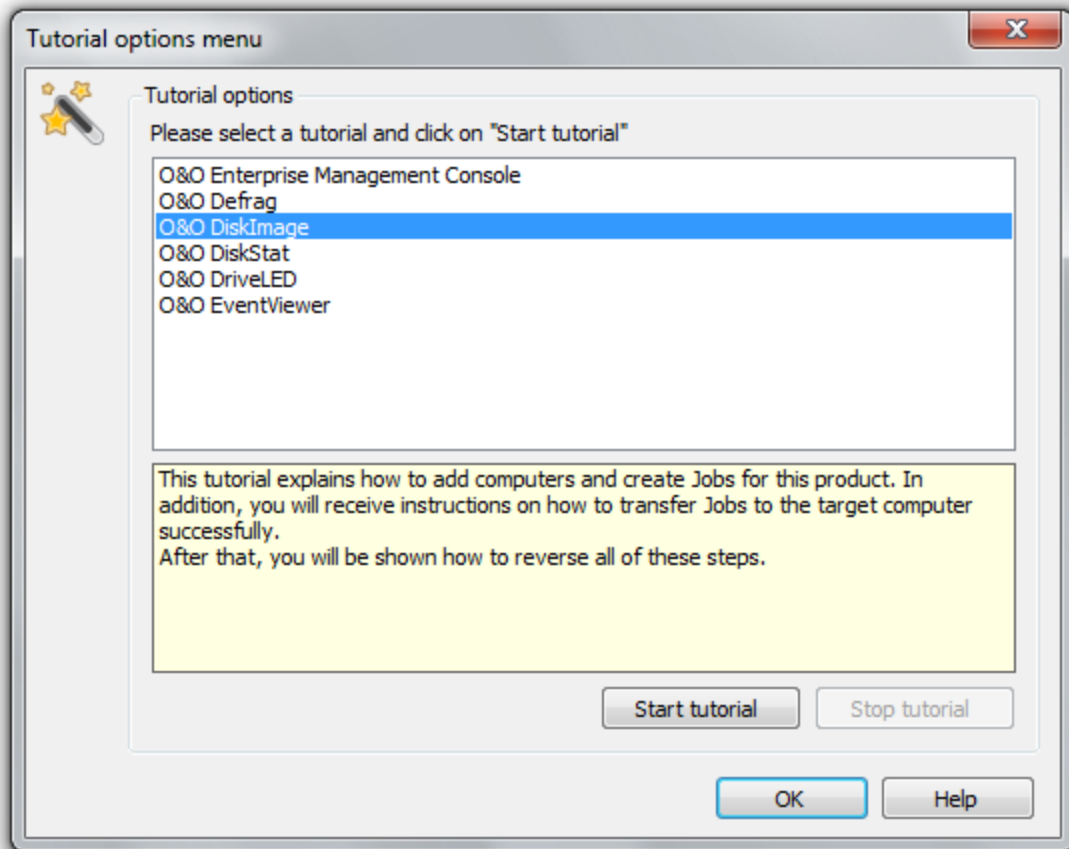 Tutorial options menu
Tutorial options
Please select a tutorial and click on "Start tutorial"
O&O Enterprise Management Console
O&O Defrag
O&O DiskImage
O&O DiskStat
O&O DriveLED
O&O EventViewer
This tutorial explains how to add computers and create Jobs for this product. In
addition, you will receive instructions on how to transfer Jobs to the target computer
successfully.
After that, you will be shown how to reverse all of these steps.
Start tutorial
Stop tutorial
OK
Help